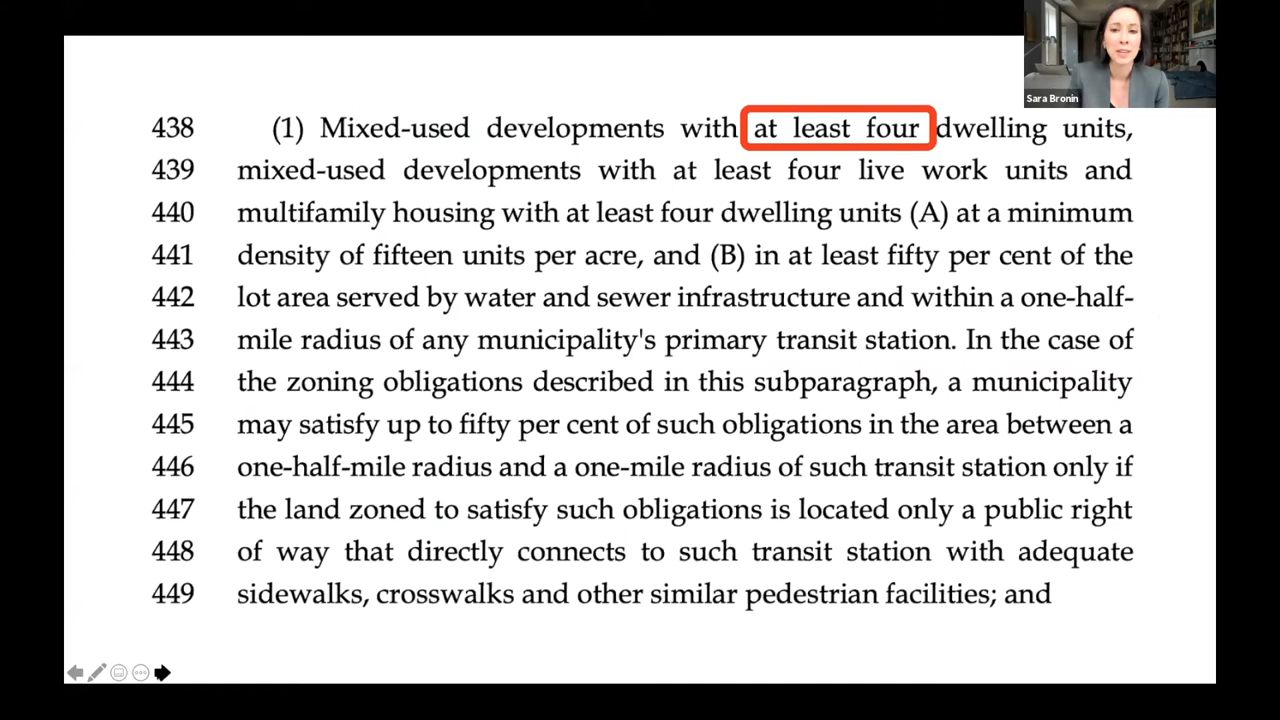 Sara Bronin
438 (1) Mixed-used developments with at least four dwelling units,
439 mixed-used developments with at least four live work units and
440 multifamily housing with at least four dwelling units (A) at a minimum
441 density of fifteen units per acre, and (B) in at least fifty per cent of the
442 lot area served by water and sewer infrastructure and within a one-half-
443 mile radius of any municipality's primary transit station. In the case of
444 the zoning obligations described in this subparagraph, a municipality
445 may satisfy up to fifty per cent of such obligations in the area between a
446 one-half-mile radius and a one-mile radius of such transit station only if
447 the land zoned to satisfy such obligations is located only a public right
448 of way that directly connects to such transit station with adequate
449 sidewalks, crosswalks and other similar pedestrian facilities; and